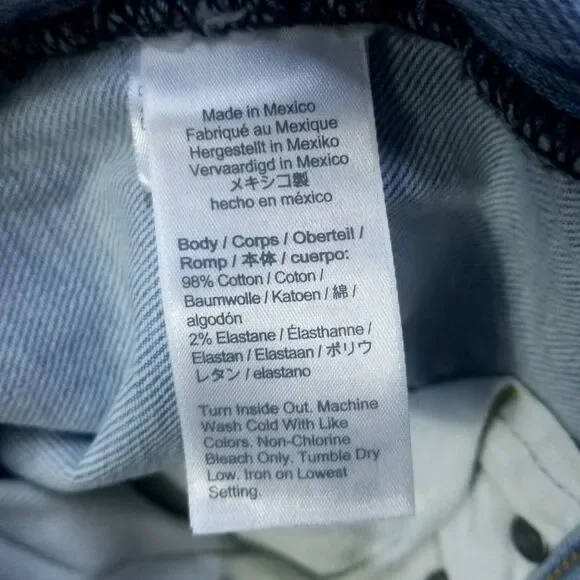 Made in Mexico
Fabriqué au Mexique
Hergestellt in Mexiko
Vervaardigd in Mexico
メキシコ製
hecho en méxico
Body / Corps / Oberteil /
Romp / 本体 / cuerpo:
98% Cotton / Coton /
Baumwolle / Katoen / 綿 /
algodón
2% Elastane / Élasthanne /
Elastan / Elastaan / ポリウ
レタン / elastano
Turn Inside Out. Machine
Wash Cold With Like
Colors. Non-Chlorine
Bleach Only. Tumble Dry
Low. Iron on Lowest
Setting.